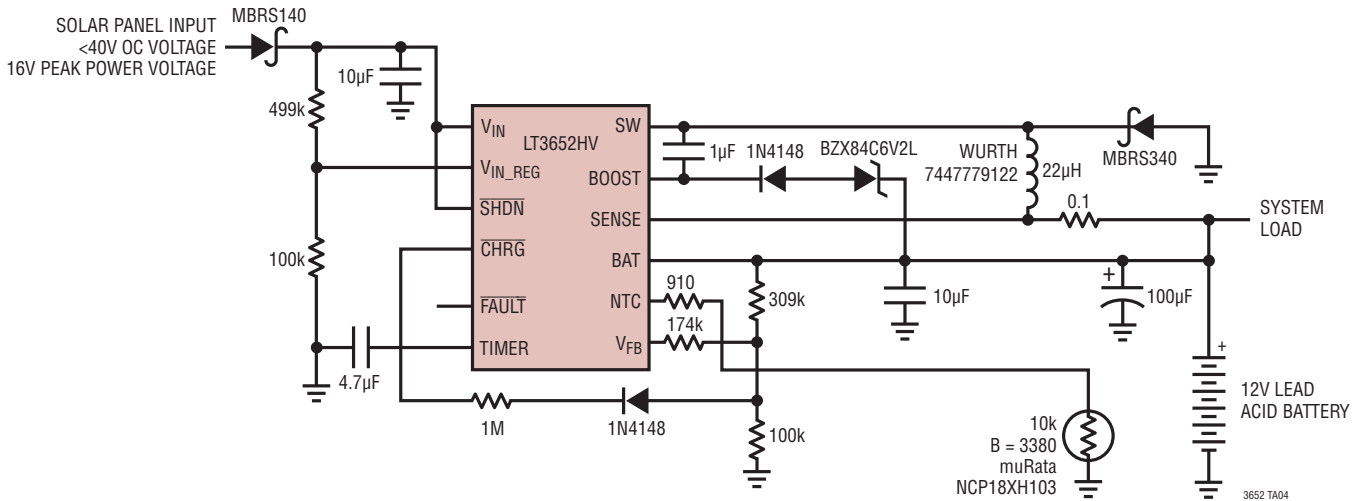 SOLAR PANEL INPUT
<40V OC VOLTAGE
16V PEAK POWER VOLTAGE
MBRS140
10µF
499k
100k
4.7µF
VIN
VIN_REG
SHDN
CHRG
FAULT
TIMER
LT3652HV
SW
BOOST
SENSE
BAT
NTC
VFB
1µF
1N4148
BZX84C6V2L
WURTH
7447779122
22µH
MBRS340
0.1
SYSTEM
LOAD
910
174k
309k
10µF
+
100µF
1M
1N4148
100k
10k
B = 3380
muRata
NCP18XH103
+
12V LEAD
ACID BATTERY
3652 TA04